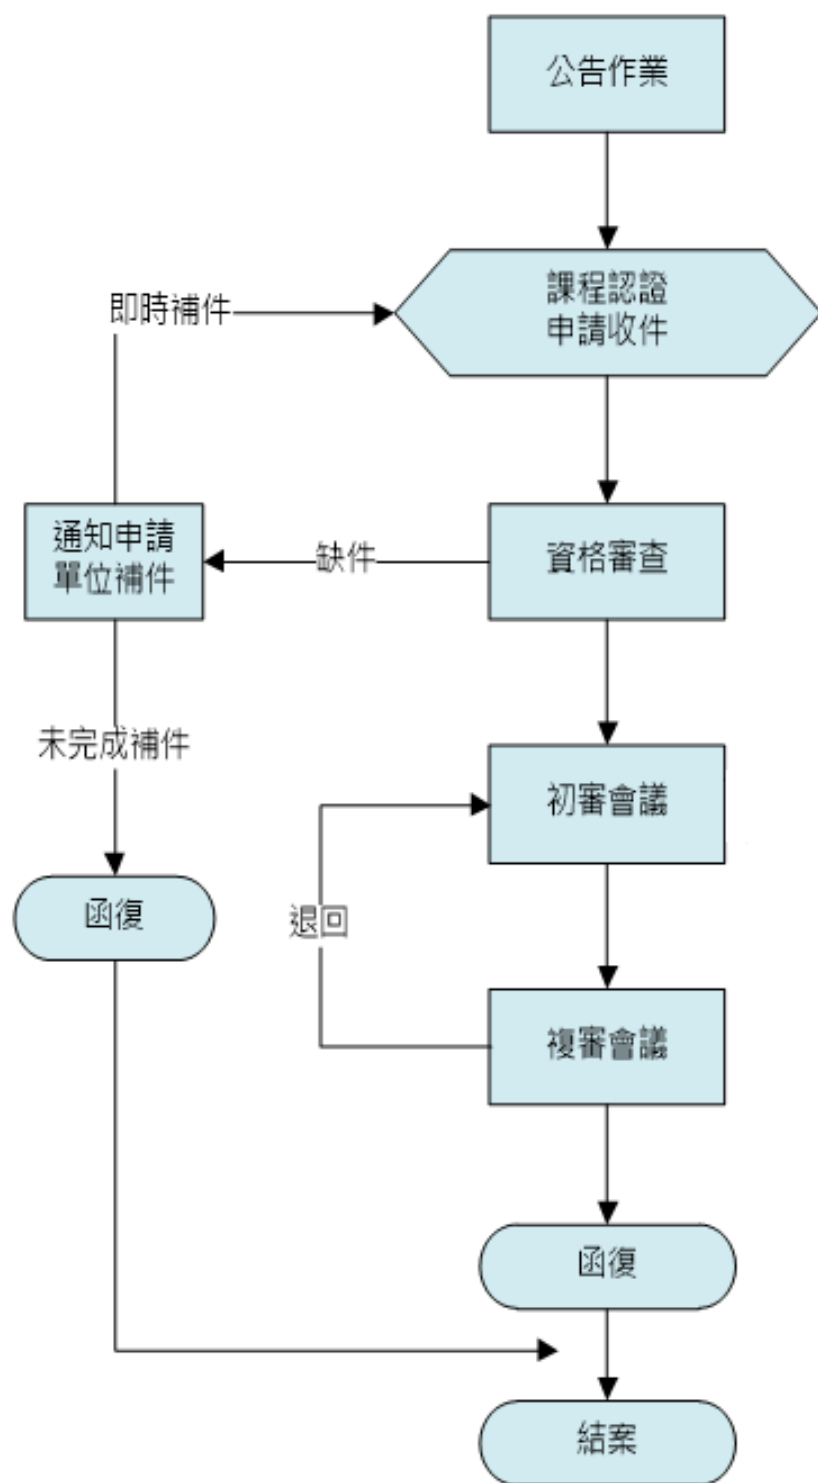 公告作業
課程認證
申請收件
即時補件
通知申請
單位補件
缺件
資格審查
未完成補件
初審會議
函復
退回
複審會議
函復
結案